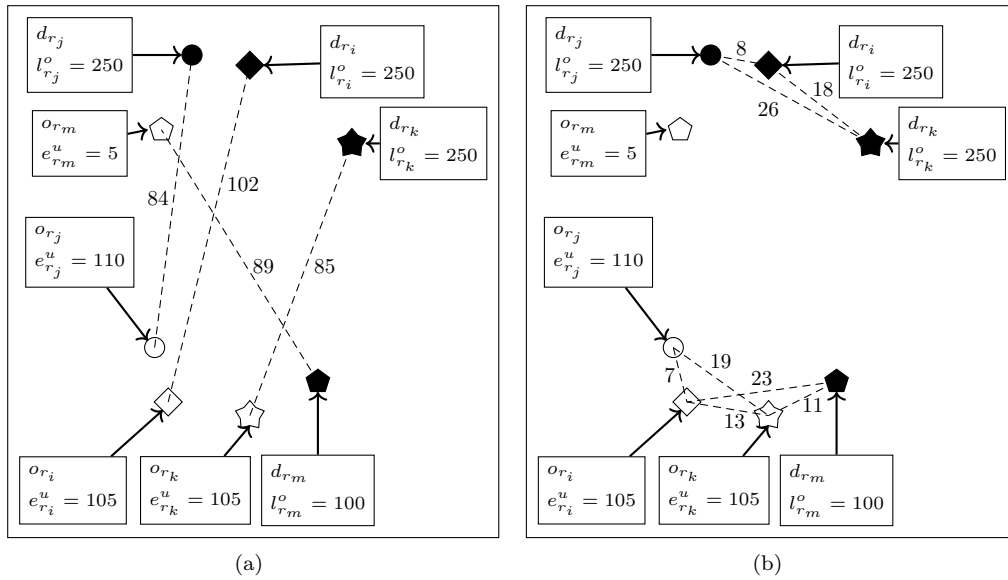 d_{r_j}
l^o_{r_j} = 250
d_{r_i}
l^o_{r_i} = 250
o_{r_m}
e^u_{r_m} = 5
d_{r_k}
l^o_{r_k} = 250
84
102
o_{r_j}
e^u_{r_j} = 110
89
85
o_{r_i}
e^u_{r_i} = 105
o_{r_k}
e^u_{r_k} = 105
d_{r_m}
l^o_{r_m} = 100
(a)
d_{r_j}
l^o_{r_j} = 250
8
d_{r_i}
l^o_{r_i} = 250
18
26
o_{r_m}
e^u_{r_m} = 5
d_{r_k}
l^o_{r_k} = 250
o_{r_j}
e^u_{r_j} = 110
19
7
23
11
13
o_{r_i}
e^u_{r_i} = 105
o_{r_k}
e^u_{r_k} = 105
d_{r_m}
l^o_{r_m} = 100
(b)